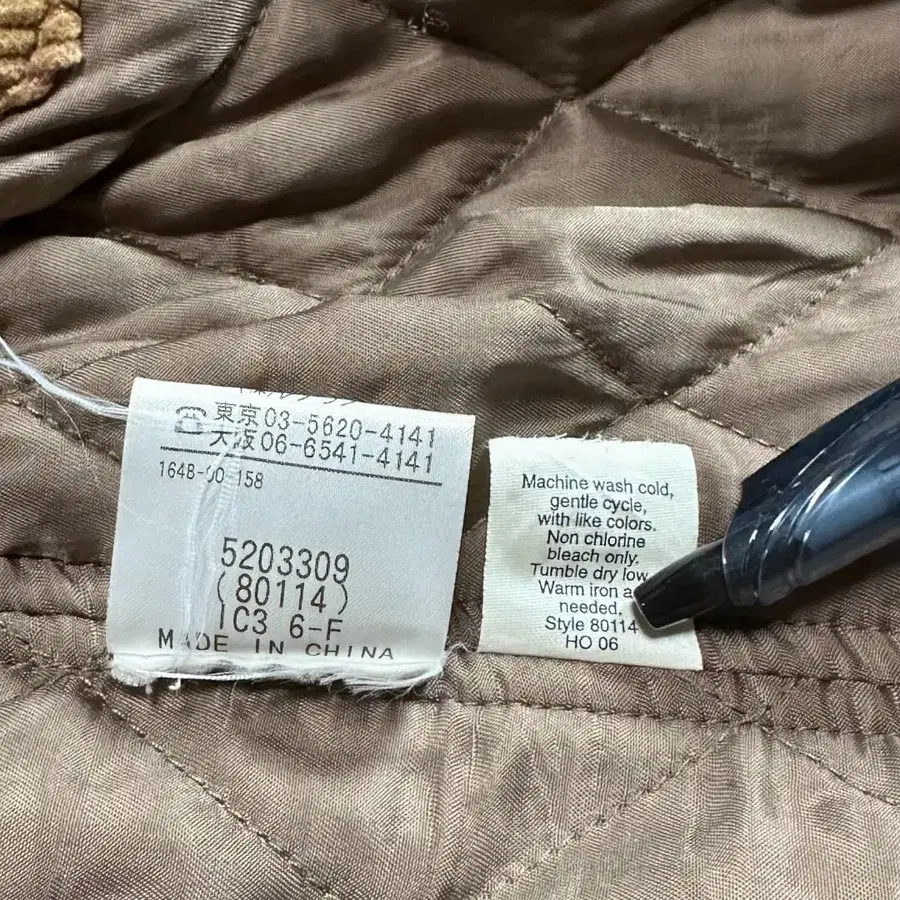 東京03-5620-4141
大阪06-6541-4141
1648-00 158
5203309
(80114)
IC3 6-F
MADE IN CHINA
Machine wash cold,
gentle cycle,
with like colors.
Non chlorine
bleach only.
Tumble dry low
Warm iron a
needed.
Style 80114
HO 06